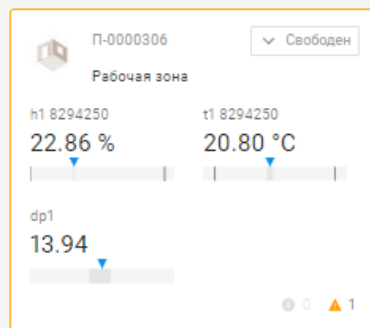 П-0000306
Свободен
Рабочая зона
h1 8294250
t1 8294250
22.86 %
20.80 °C
dp1
13.94
0
1